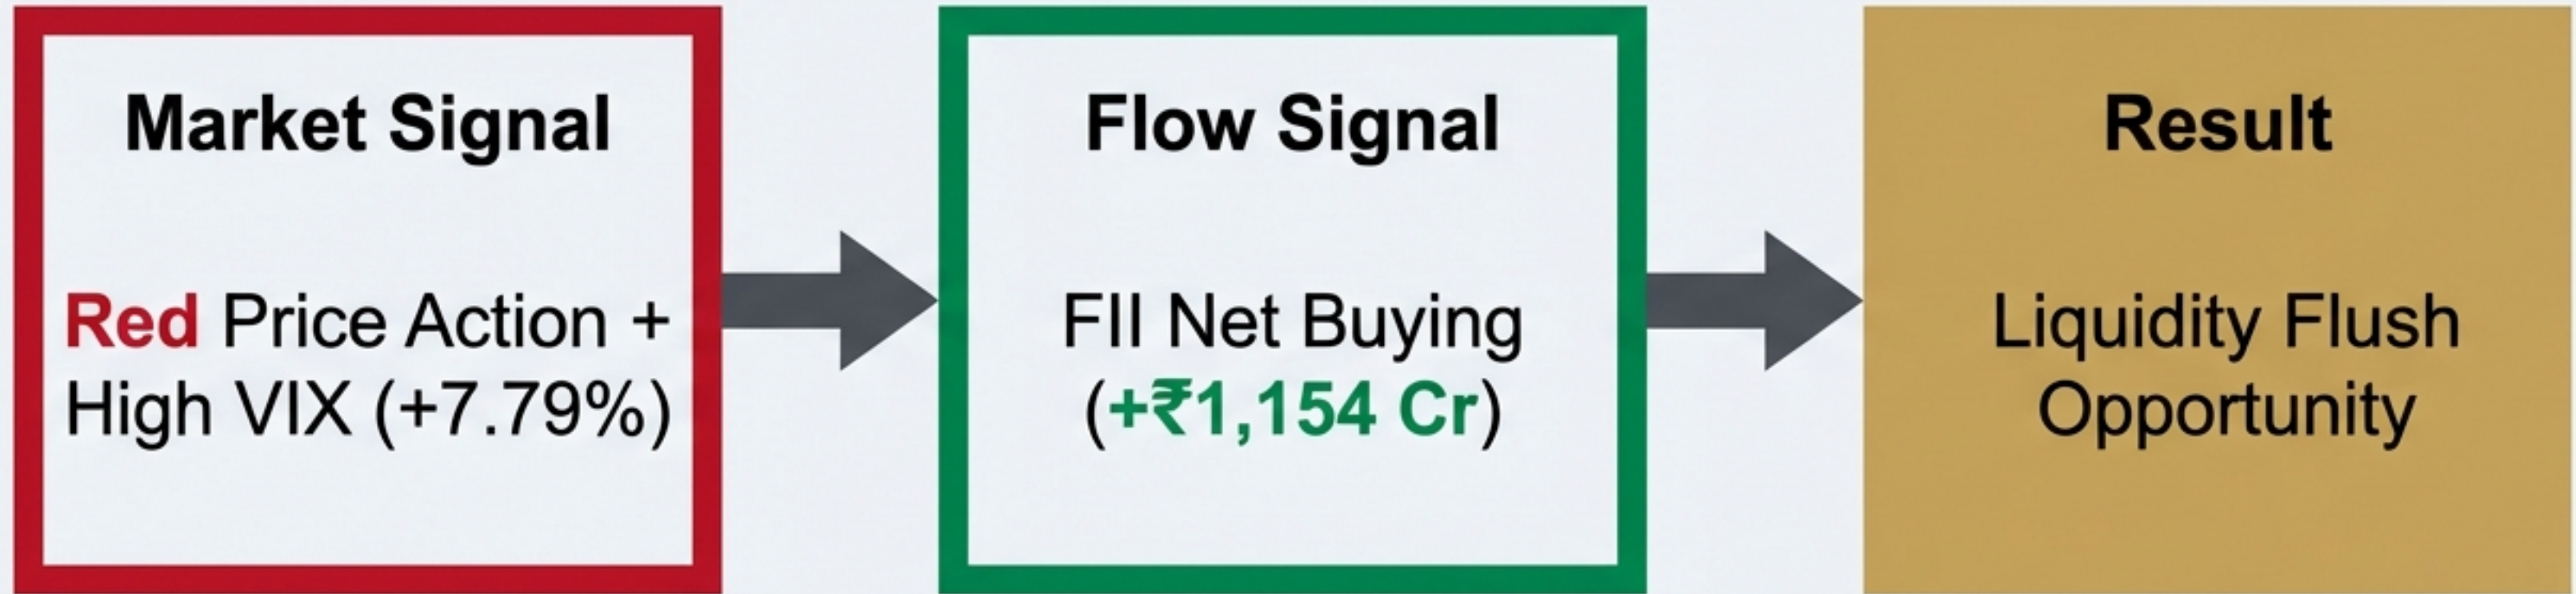 Market Signal
Red Price Action +
High VIX (+7.79%)
Flow Signal
FII Net Buying
(+₹1,154 Cr)
Result
Liquidity Flush
Opportunity